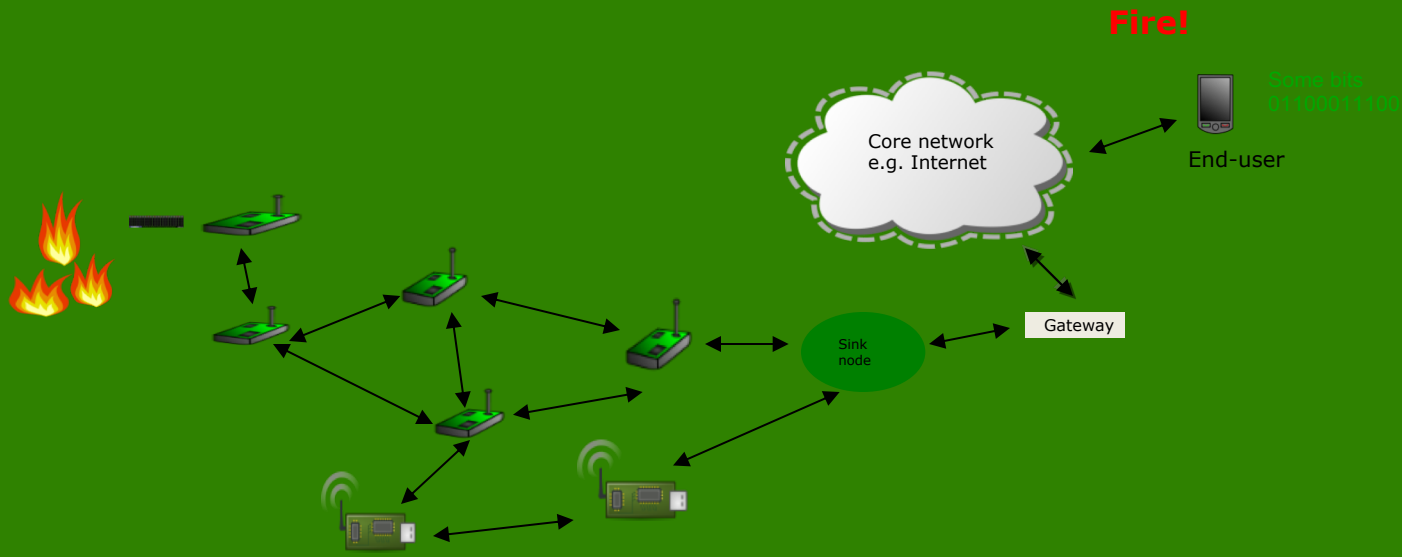 Fire!
Some bits
01100011100
Core network
e.g. Internet
End-user
Gateway
Sink
node